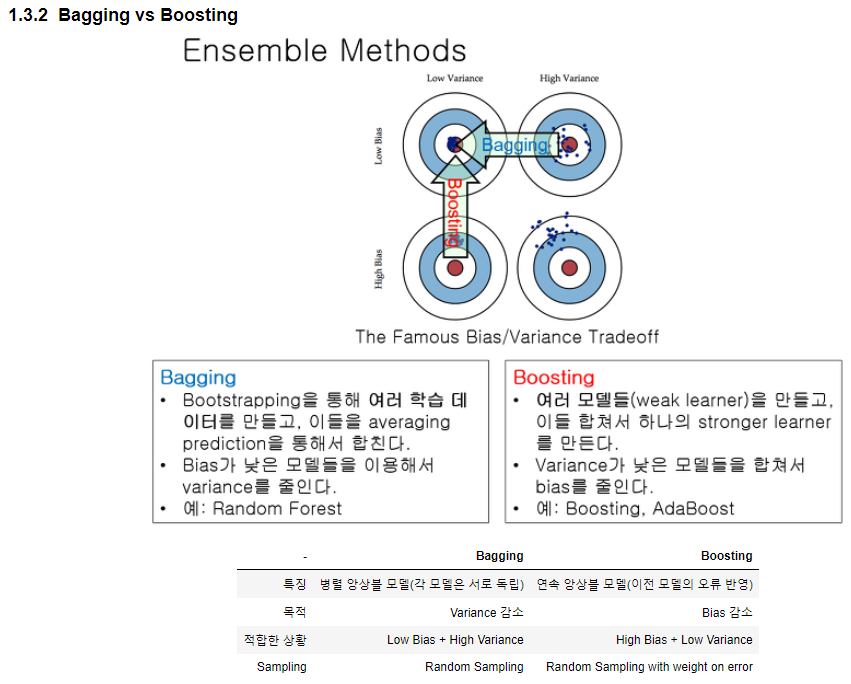 1.3.2 Bagging vs Boosting
Ensemble Methods
Low Variance
High Variance
Low Bias
Bagging
Boosting
High Bias
The Famous Bias/Variance Tradeoff
Bagging
• Bootstrapping을 통해 여러 학습 데
이터를 만들고, 이들을 averaging
prediction을 통해서 합친다.
• Bias가 낮은 모델들을 이용해서
variance를 줄인다.
• 예: Random Forest
Boosting
• 여러 모델들(weak learner)을 만들고,
이들 합쳐서 하나의 stronger learner
를 만든다.
• Variance가 낮은 모델들을 합쳐서
bias를 줄인다.
• 예: Boosting, AdaBoost
- Bagging Boosting
특징 병렬 앙상블 모델(각 모델은 서로 독립) 연속 앙상블 모델(이전 모델의 오류 반영)
목적 Variance 감소 Bias 감소
적합한 상황 Low Bias + High Variance High Bias + Low Variance
Sampling Random Sampling Random Sampling with weight on error